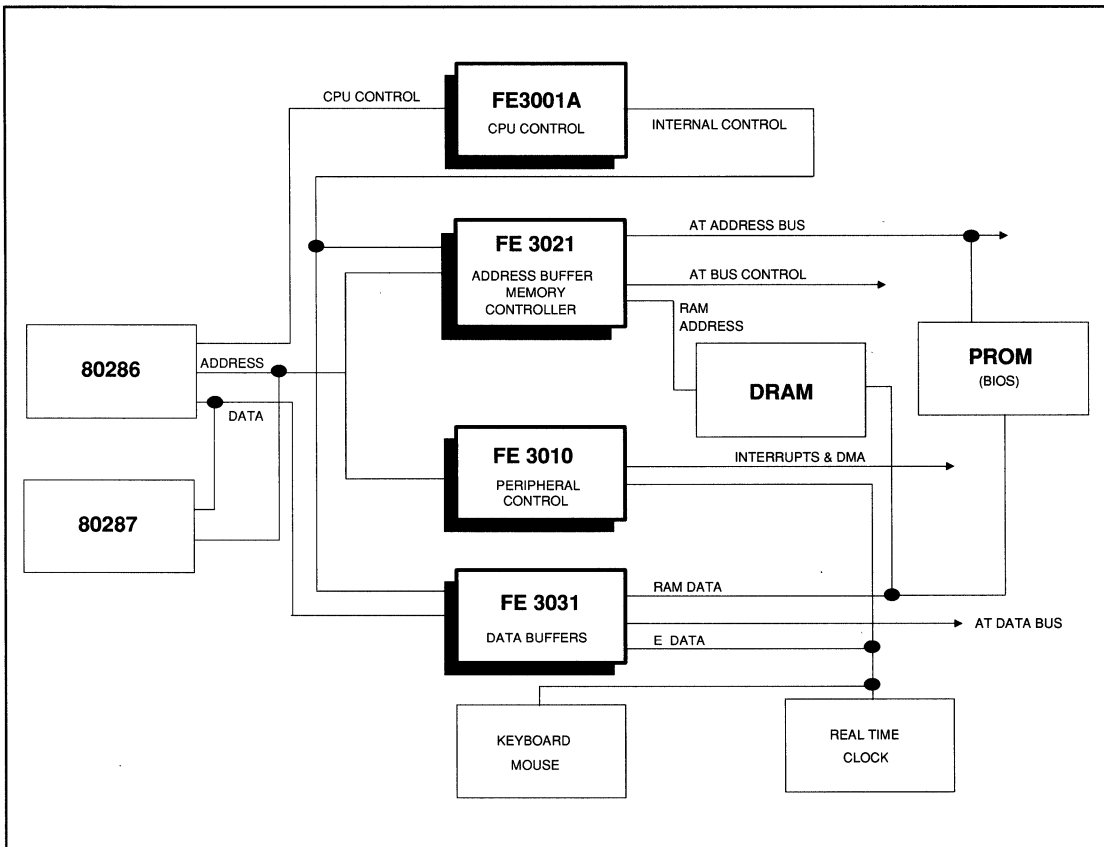 CPU CONTROL
FE3001A
CPU CONTROL
INTERNAL CONTROL
FE 3021
ADDRESS BUFFER
MEMORY
CONTROLLER
AT ADDRESS BUS
AT BUS CONTROL
RAM
ADDRESS
80286
ADDRESS
DATA
80287
DRAM
PROM
(BIOS)
FE 3010
PERIPHERAL
CONTROL
INTERRUPTS & DMA
FE 3031
DATA BUFFERS
RAM DATA
AT DATA BUS
E DATA
KEYBOARD
MOUSE
REAL TIME
CLOCK